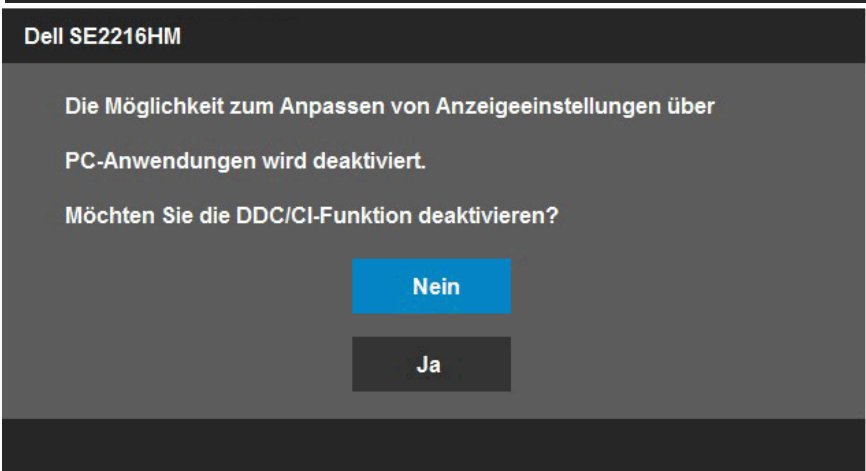 Dell SE2216HM
Die Möglichkeit zum Anpassen von Anzeigeeinstellungen über
PC-Anwendungen wird deaktiviert.
Möchten Sie die DDC/CI-Funktion deaktivieren?
Nein
Ja